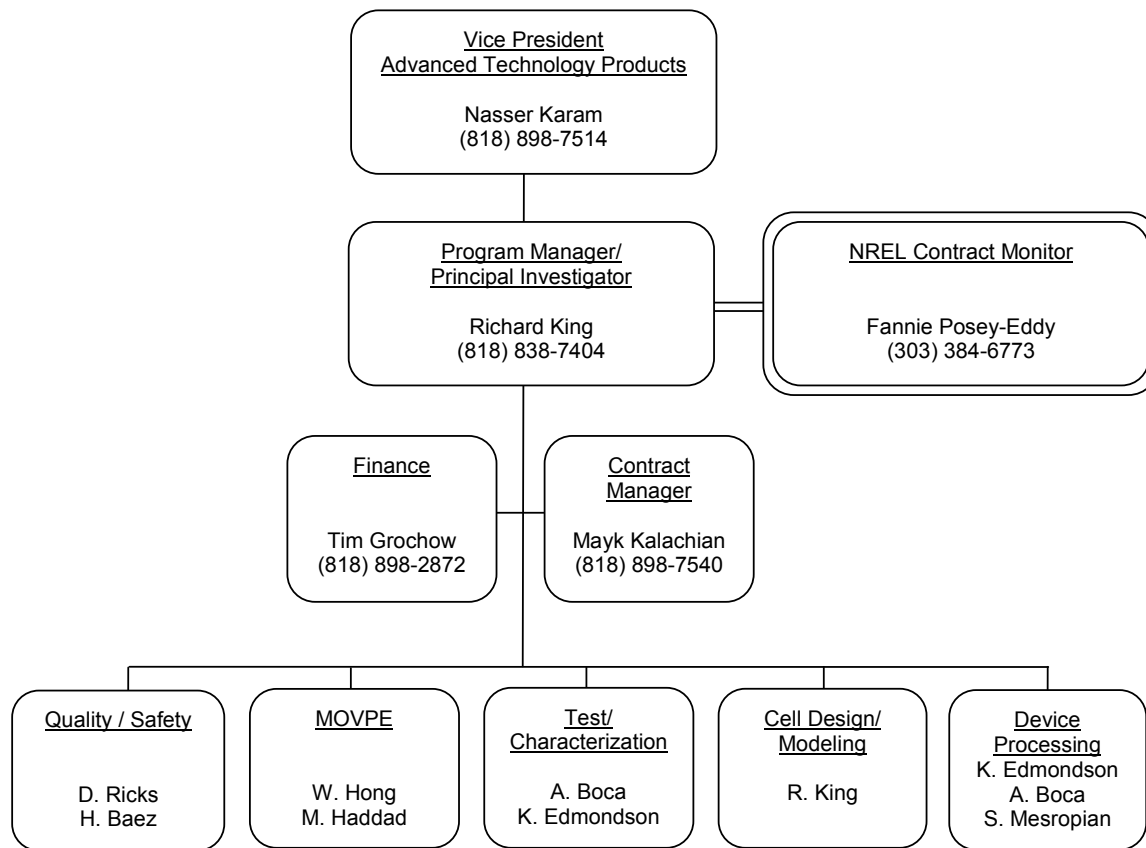 Vice President
Advanced Technology Products
Nasser Karam
(818) 898-7514
Program Manager/
Principal Investigator
Richard King
(818) 838-7404
NREL Contract Monitor
Fannie Posey-Eddy
(303) 384-6773
Finance
Tim Grochow
(818) 898-2872
Contract
Manager
Mayk Kalachian
(818) 898-7540
Quality / Safety
D. Ricks
H. Baez
MOVPE
W. Hong
M. Haddad
Test/
Characterization
A. Boca
K. Edmondson
Cell Design/
Modeling
R. King
Device
Processing
K. Edmondson
A. Boca
S. Mesropian